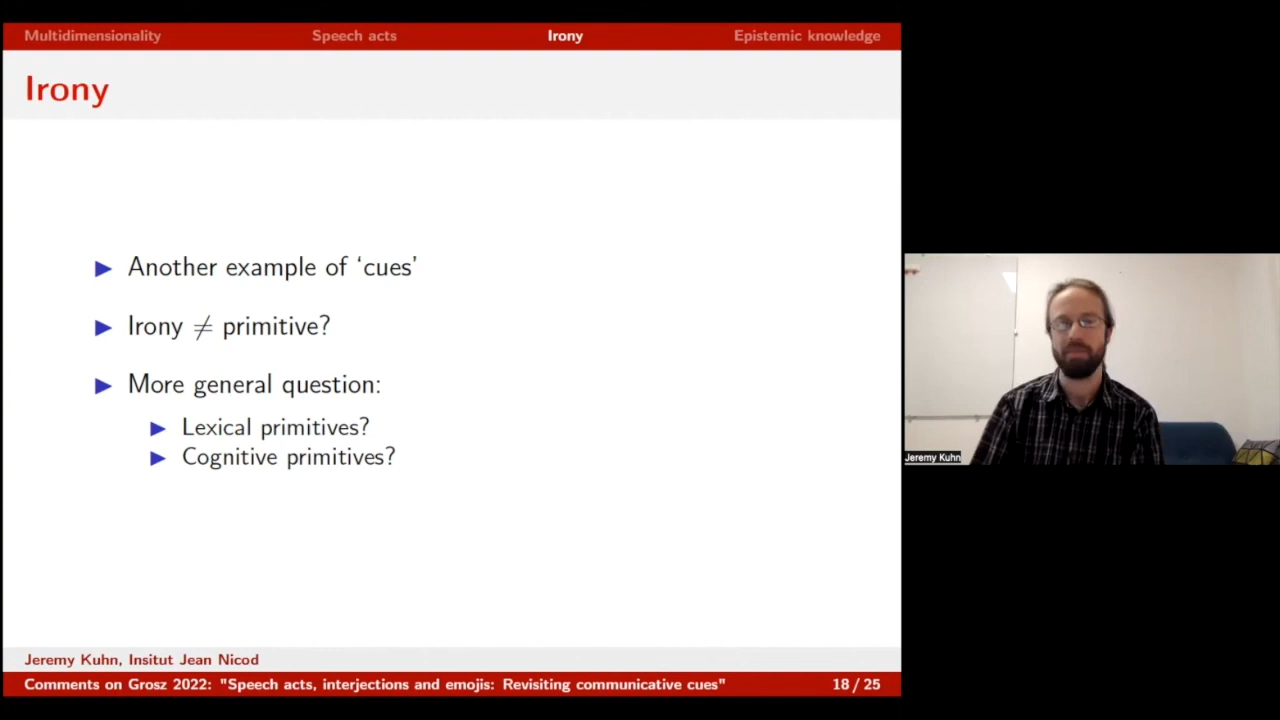 Multidimensionality Speech acts Irony Epistemic knowledge
Irony
Another example of ‘cues’
Irony ≠ primitive?
More general question:
Lexical primitives?
Cognitive primitives?
Jeremy Kuhn
Jeremy Kuhn, Insitut Jean Nicod
Comments on Grosz 2022: "Speech acts, interjections and emojis: Revisiting communicative cues" 18 / 25